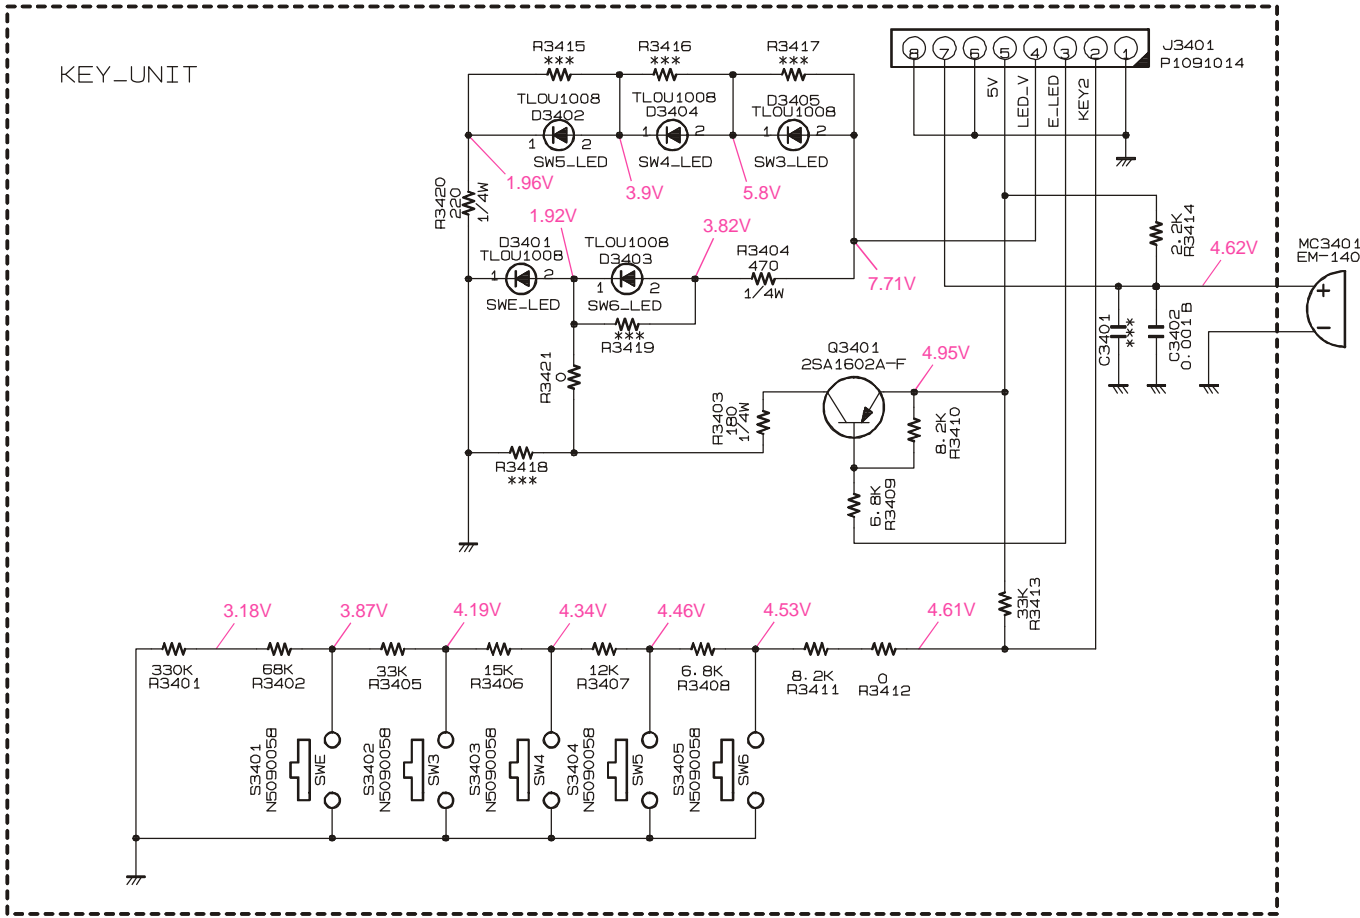 KEY_UNIT
R3415
***
R3416
***
R3417
***
TLOU1008
D3402
1 2
SW5_LED
TLOU1008
D3404
1 2
SW4_LED
D3405
TLOU1008
1 2
SW3_LED
8 7 6 5 4 3 2 1
J3401
P1091014
5V
LED_V
E_LED
KEY2
1.96V
3.9V
5.8V
R3420
220
1/4W
1.92V
3.82V
D3401
TLOU1008
1 2
SWE_LED
TLOU1008
D3403
1 2
SW6_LED
R3404
470
1/4W
7.71V
2.2K
R3414
4.62V
MC3401
EM-140
+
−
C3401
***
C3402
0.001B
***
R3419
R3421
0
R3418
***
R3403
180
1/4W
Q3401
2SA1602A-F
4.95V
8.2K
R3410
6.8K
R3409
33K
R3413
3.18V
3.87V
4.19V
4.34V
4.46V
4.53V
4.61V
330K
R3401
68K
R3402
33K
R3405
15K
R3406
12K
R3407
6.8K
R3408
8.2K
R3411
0
R3412
S3401
N5090058
SWE
S3402
N5090058
SW3
S3403
N5090058
SW4
S3404
N5090058
SW5
S3405
N5090058
SW6